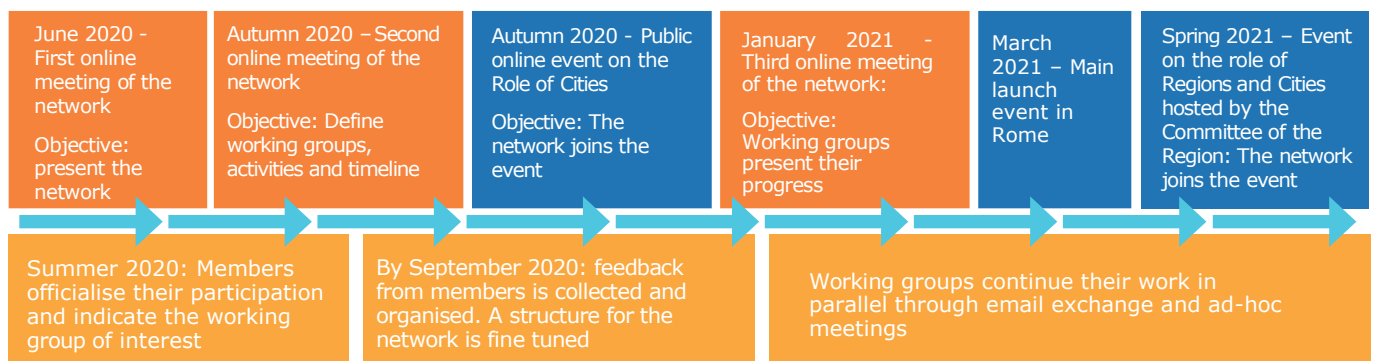 June 2020 -
First online
meeting of the
network
Objective:
present the
network
Autumn 2020 – Second
online meeting of the
network
Objective: Define
working groups,
activities and timeline
Autumn 2020 - Public
online event on the
Role of Cities
Objective: The
network joins the
event
January 2021 -
Third online meeting
of the network:
Objective:
Working groups
present their
progress
March
2021 – Main
launch
event in
Rome
Spring 2021 – Event
on the role of
Regions and Cities
hosted by the
Committee of the
Region: The network
joins the event
Summer 2020: Members
officialise their participation
and indicate the working
group of interest
By September 2020: feedback
from members is collected and
organised. A structure for the
network is fine tuned
Working groups continue their work in
parallel through email exchange and ad-hoc
meetings